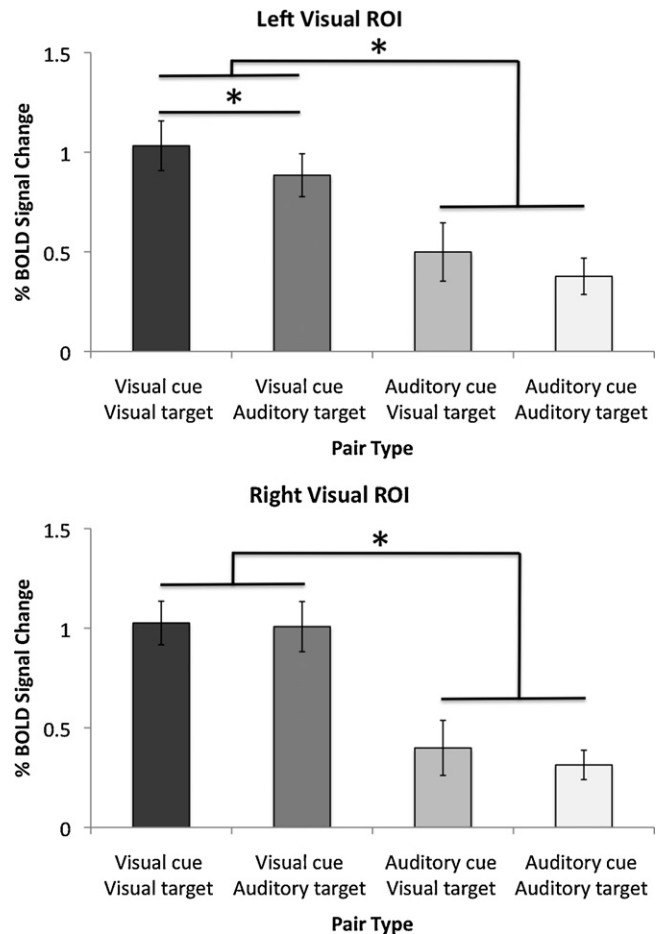 Left Visual ROI
1.5
*
*
1
0.5
0
% BOLD Signal Change
Visual cue Visual cue Auditory cue Auditory cue
Visual target Auditory target Visual target Auditory target
Pair Type
Right Visual ROI
1.5
*
1
0.5
0
% BOLD Signal Change
Visual cue Visual cue Auditory cue Auditory cue
Visual target Auditory target Visual target Auditory target
Pair Type